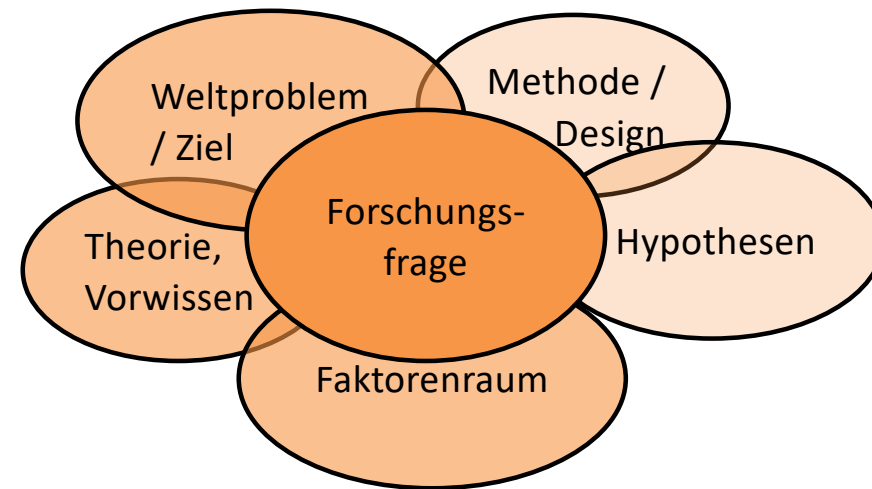 Weltproblem
/ Ziel
Methode /
Design
Forschungs-
frage
Theorie,
Vorwissen
Hypothesen
Faktorenraum